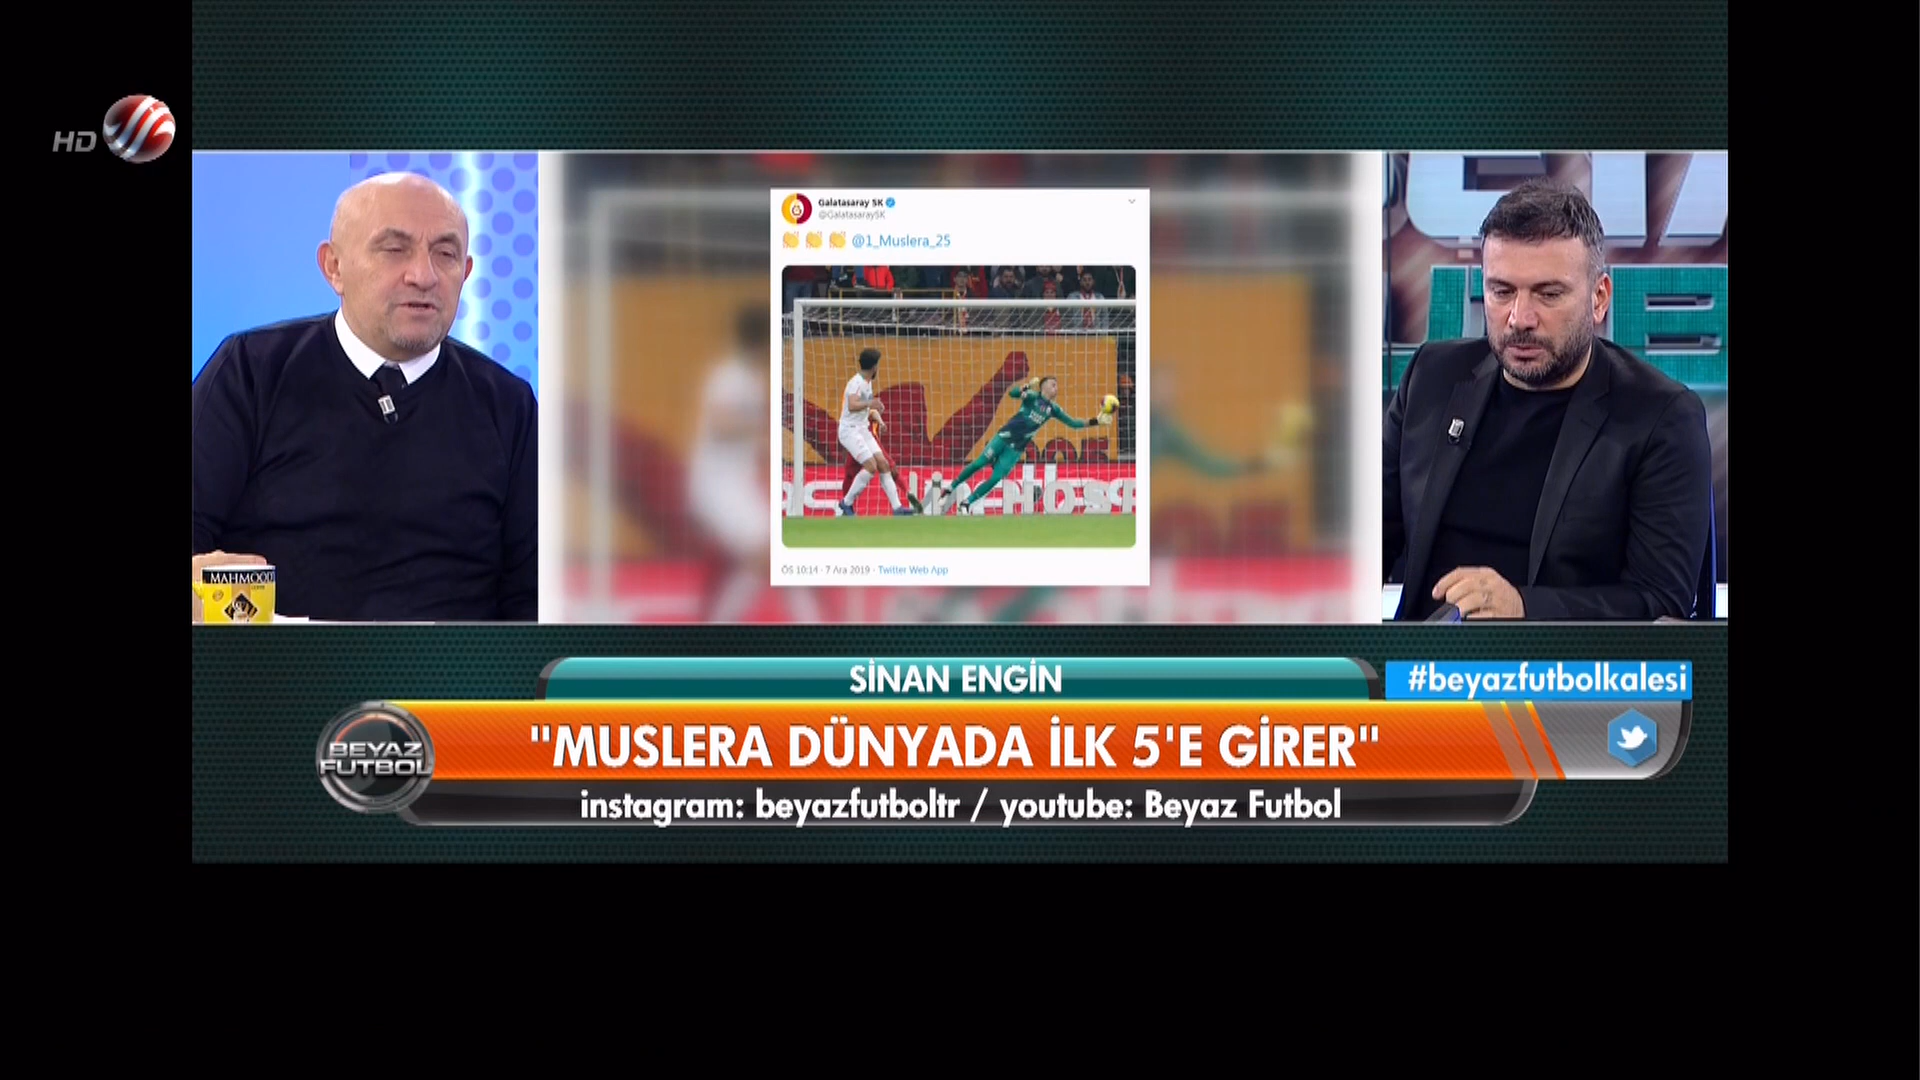 HD
Galatasaray SK
@GalatasaraySK
@1_Muslera_25
ÖS 10:14 · 7 Ara 2019 · Twitter Web App
MAHMOOD
SİNAN ENGİN
#beyazfutbolkalesi
BEYAZ
FUTBOL
"MUSLERA DÜNYADA İLK 5'E GİRER"
instagram: beyazfutboltr / youtube: Beyaz Futbol